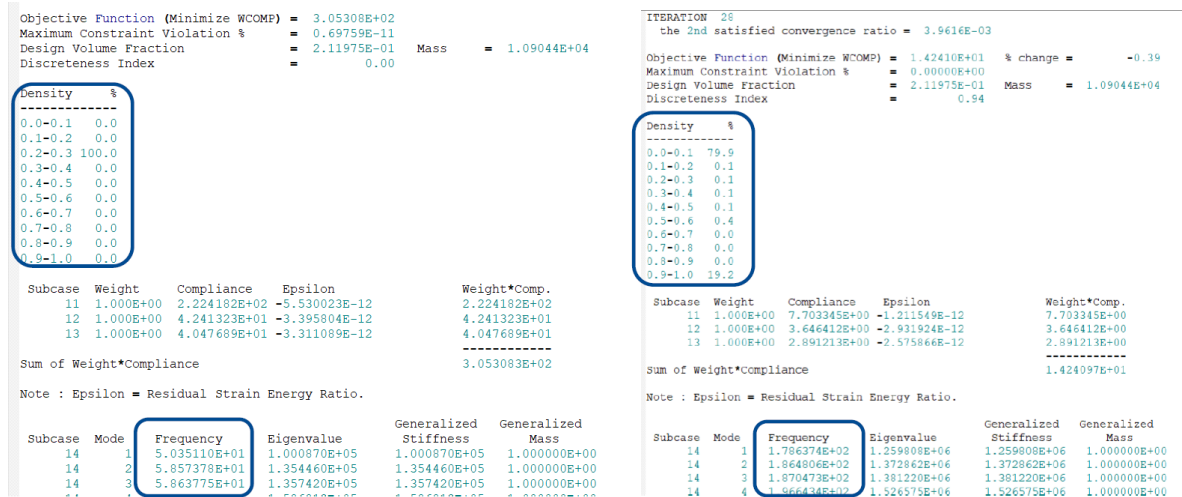 Objective Function (Minimize WCOMP) = 3.05308E+02
Maximum Constraint Violation % = 0.69759E-11
Design Volume Fraction = 2.11975E-01 Mass = 1.09044E+04
Discreteness Index = 0.00
Density %
-------------
0.0-0.1 0.0
0.1-0.2 0.0
0.2-0.3 100.0
0.3-0.4 0.0
0.4-0.5 0.0
0.5-0.6 0.0
0.6-0.7 0.0
0.7-0.8 0.0
0.8-0.9 0.0
0.9-1.0 0.0
Subcase Weight Compliance Epsilon Weight*Comp.
11 1.000E+00 2.224182E+02 -5.530023E-12 2.224182E+02
12 1.000E+00 4.241323E+01 -3.395804E-12 4.241323E+01
13 1.000E+00 4.047689E+01 -3.311089E-12 4.047689E+01
------------
Sum of Weight*Compliance 3.053083E+02
Note : Epsilon = Residual Strain Energy Ratio.
Generalized Generalized
Subcase Mode Frequency Eigenvalue Stiffness Mass
14 1 5.035110E+01 1.000870E+05 1.000870E+05 1.000000E+00
14 2 5.857378E+01 1.354460E+05 1.354460E+05 1.000000E+00
14 3 5.863775E+01 1.357420E+05 1.357420E+05 1.000000E+00
ITERATION 28
the 2nd satisfied convergence ratio = 3.9616E-03
Objective Function (Minimize WCOMP) = 1.42410E+01 % change = -0.39
Maximum Constraint Violation % = 0.00000E+00
Design Volume Fraction = 2.11975E-01 Mass = 1.09044E+04
Discreteness Index = 0.94
Density %
-------------
0.0-0.1 79.9
0.1-0.2 0.1
0.2-0.3 0.1
0.3-0.4 0.1
0.4-0.5 0.1
0.5-0.6 0.4
0.6-0.7 0.0
0.7-0.8 0.0
0.8-0.9 0.0
0.9-1.0 19.2
Subcase Weight Compliance Epsilon Weight*Comp.
11 1.000E+00 7.703345E+00 -1.211549E-12 7.703345E+00
12 1.000E+00 3.646412E+00 -2.931924E-12 3.646412E+00
13 1.000E+00 2.891213E+00 -2.575866E-12 2.891213E+00
------------
Sum of Weight*Compliance 1.424097E+01
Note : Epsilon = Residual Strain Energy Ratio.
Generalized Generalized
Subcase Mode Frequency Eigenvalue Stiffness Mass
14 1 1.786374E+02 1.259808E+06 1.259808E+06 1.000000E+00
14 2 1.864806E+02 1.372862E+06 1.372862E+06 1.000000E+00
14 3 1.870473E+02 1.381220E+06 1.381220E+06 1.000000E+00
14 4 1.966434E+02 1.526575E+06 1.526575E+06 1.000000E+00